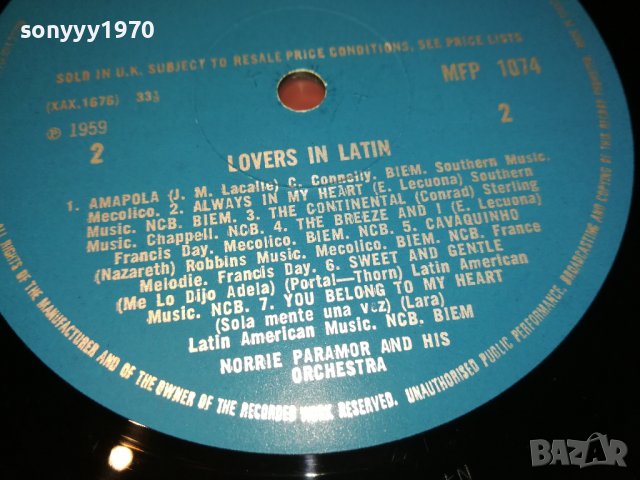 sonyyy1970
SOLD IN U.K. SUBJECT TO RESALE PRICE CONDITIONS, SEE PRICE LISTS
(XAX.1676) 33⅓
MFP 1074
℗ 1959
2
2
LOVERS IN LATIN
1. AMAPOLA (J. M. Lacalle) C. Connelly. BIEM. Southern Music.
Mecolico. 2. ALWAYS IN MY HEART (E. Lecuona) Southern
Music. NCB. BIEM. 3. THE CONTINENTAL (Conrad) Sterling
Music. Chappell. NCB. 4. THE BREEZE AND I (E. Lecuona)
Francis Day. Mecolico. BIEM. NCB. 5. CAVAQUINHO
(Nazareth) Robbins Music. Mecolico. BIEM. NCB. France
Melodie. Francis Day. 6. SWEET AND GENTLE
(Me Lo Dijo Adela) (Portal—Thorn) Latin American
Music. NCB. 7. YOU BELONG TO MY HEART
(Sola mente una vez) (Lara)
Latin American Music. NCB. BIEM
NORRIE PARAMOR AND HIS
ORCHESTRA
ALL RIGHTS OF THE MANUFACTURER AND OF THE OWNER OF THE RECORDED WORK RESERVED. UNAUTHORISED PUBLIC PERFORMANCE, BROADCASTING AND COPYING OF THIS
BAZAR